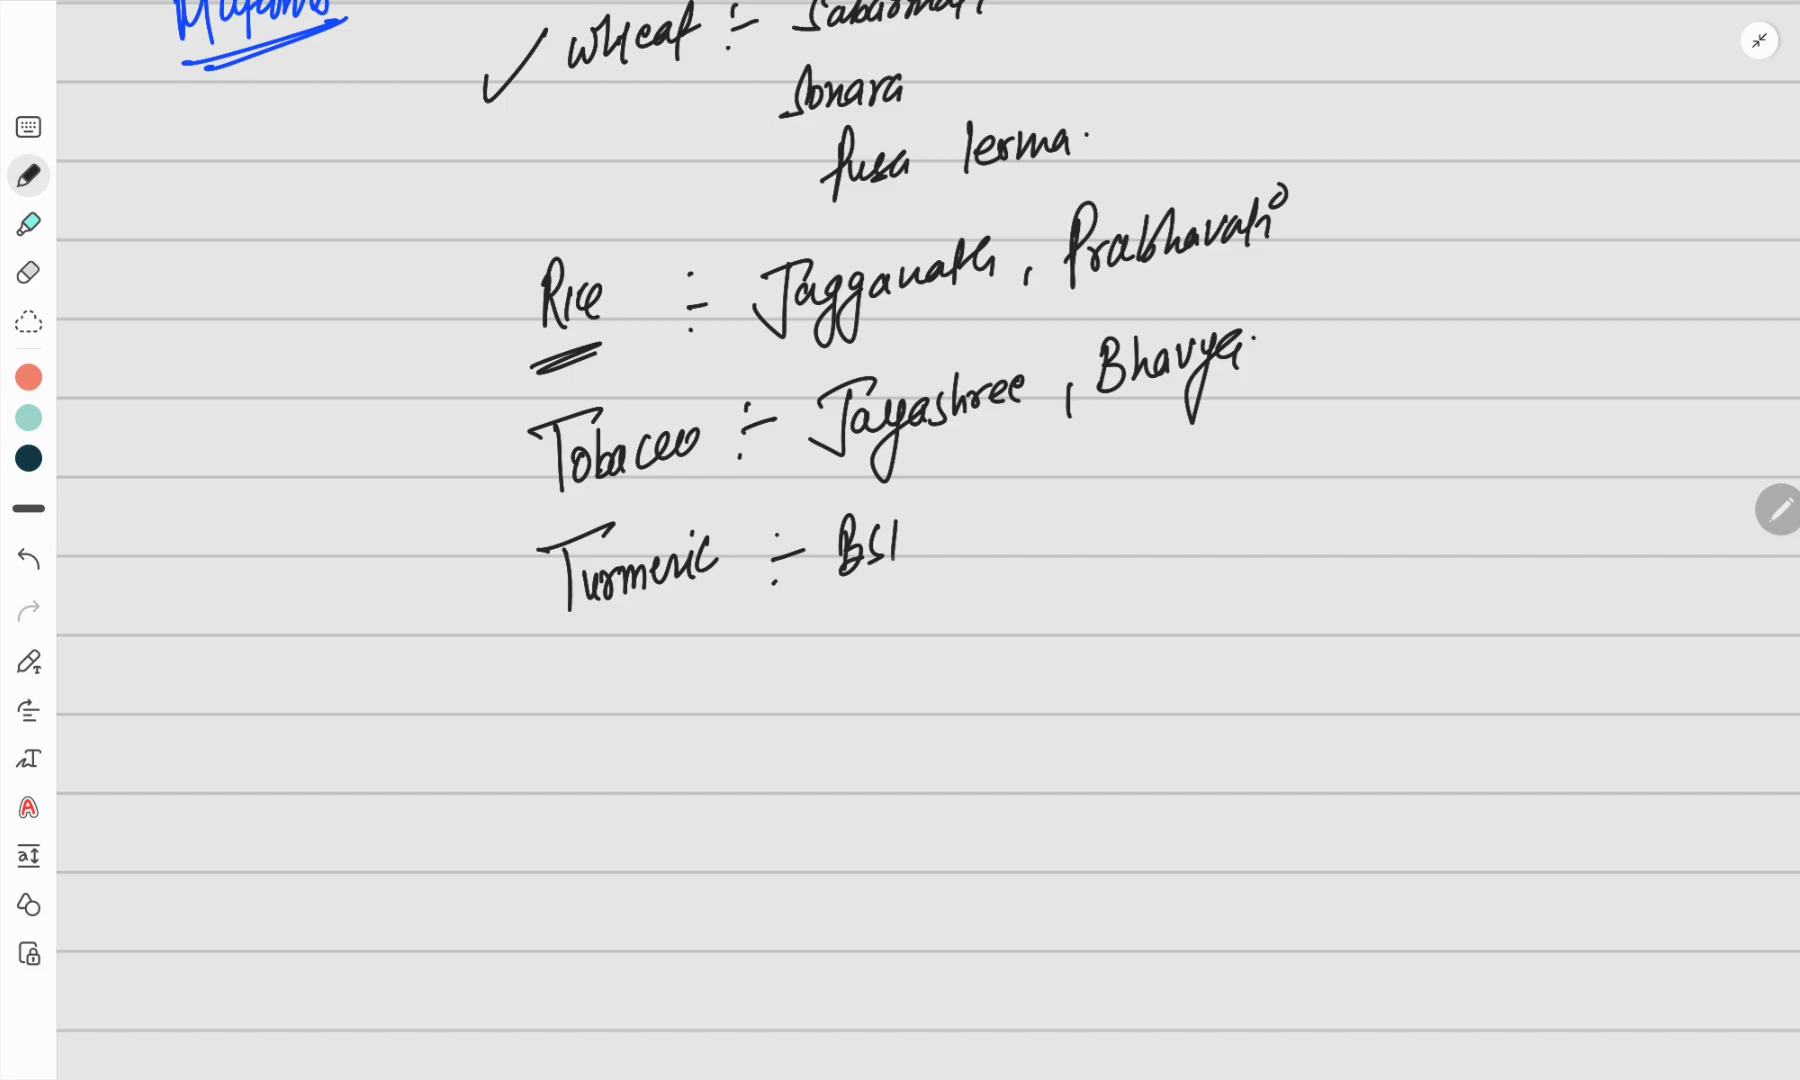 Wheat :-
Sonara
Pusa lerma.
Rice :- Jagganath, Prabhavati
Tobacco :- Jayashree, Bhavya.
Turmeric :- BSI